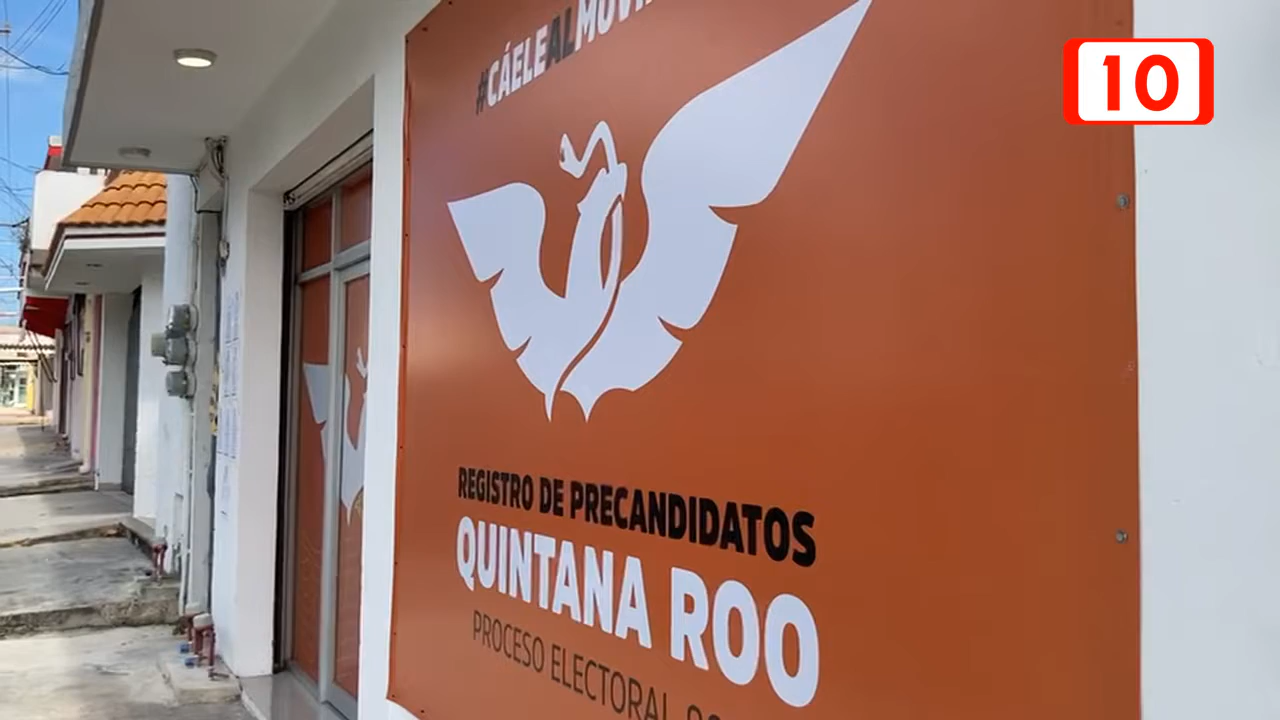 #CÁELEALMOVI
10
REGISTRO DE PRECANDIDATOS
QUINTANA ROO
PROCESO ELECTORAL